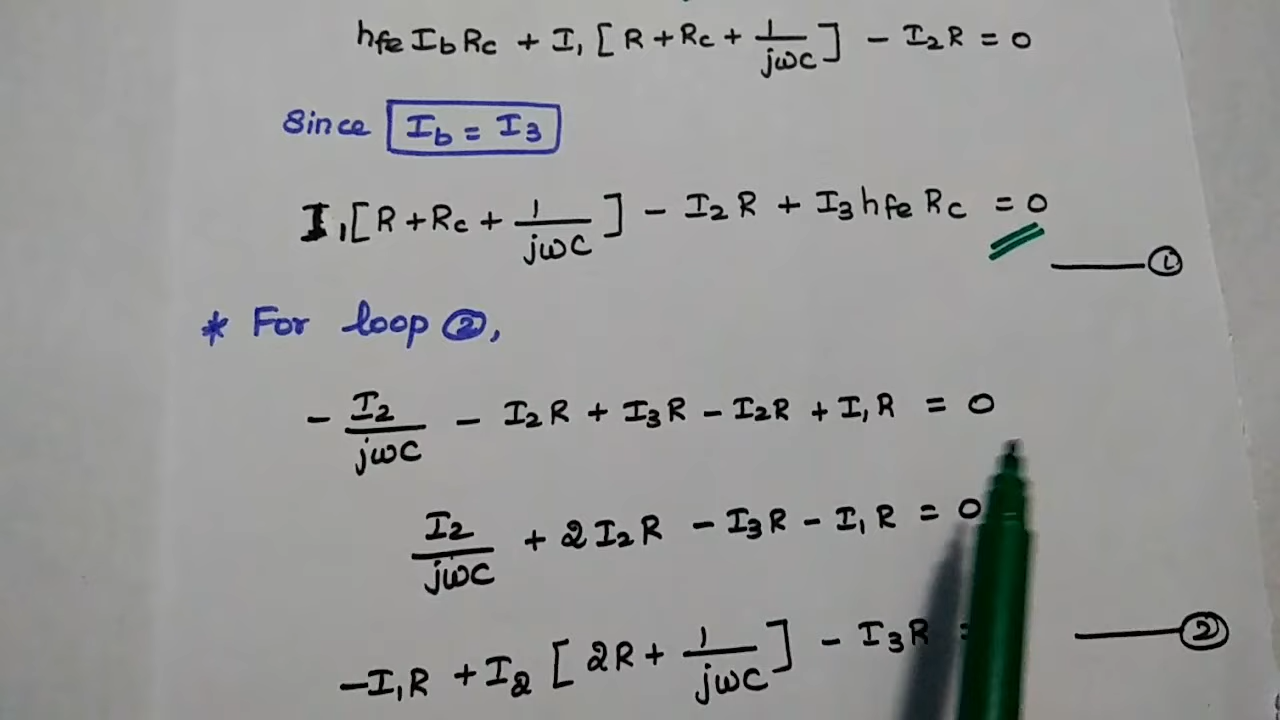 hfe Ib Rc + I₁ [ R + Rc + 1/jωC ] - I₂R = 0
Since Ib = I₃
I₁ [ R + Rc + 1/jωC ] - I₂ R + I₃ hfe Rc = 0 —— ①
* For loop ②,
- I₂/jωC - I₂R + I₃R - I₂R + I₁R = 0
I₂/jωC + 2I₂R - I₃R - I₁R = 0
-I₁R + I₂ [ 2R + 1/jωC ] - I₃R = —— ②